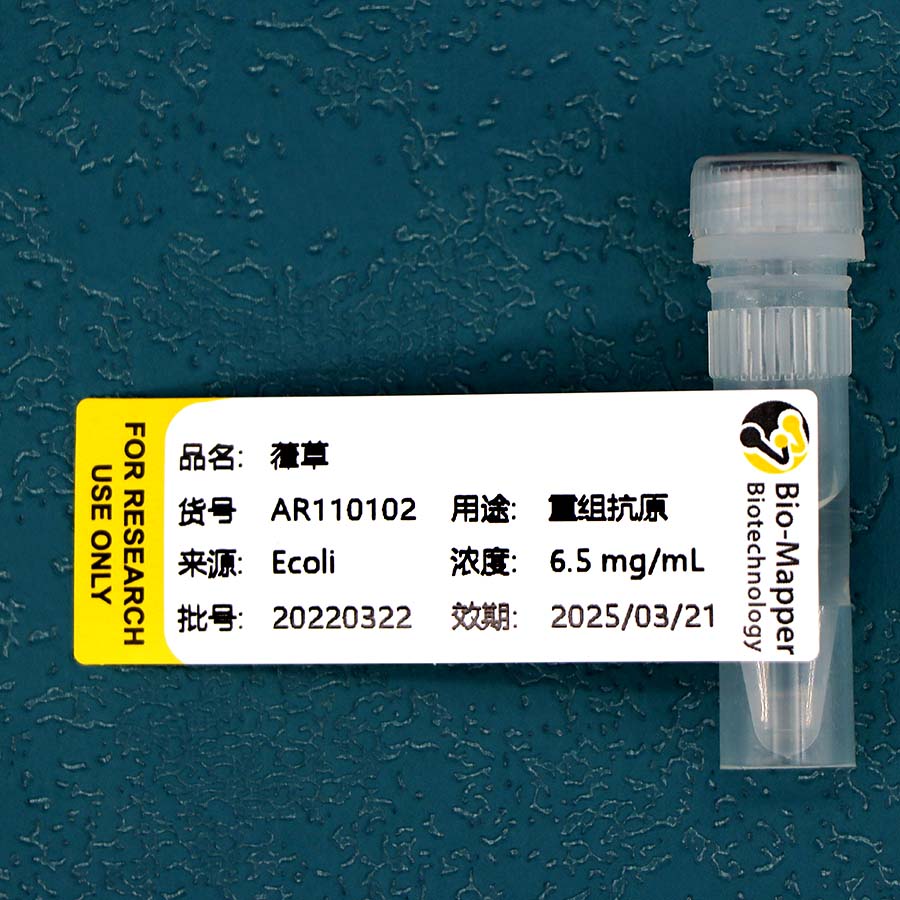 FOR RESEARCH
USE ONLY
品名: 葎草
货号 AR110102 用途: 重组抗原
来源: Ecoli 浓度: 6.5 mg/mL
批号: 20220322 效期: 2025/03/21
Bio-Mapper
Biotechnology